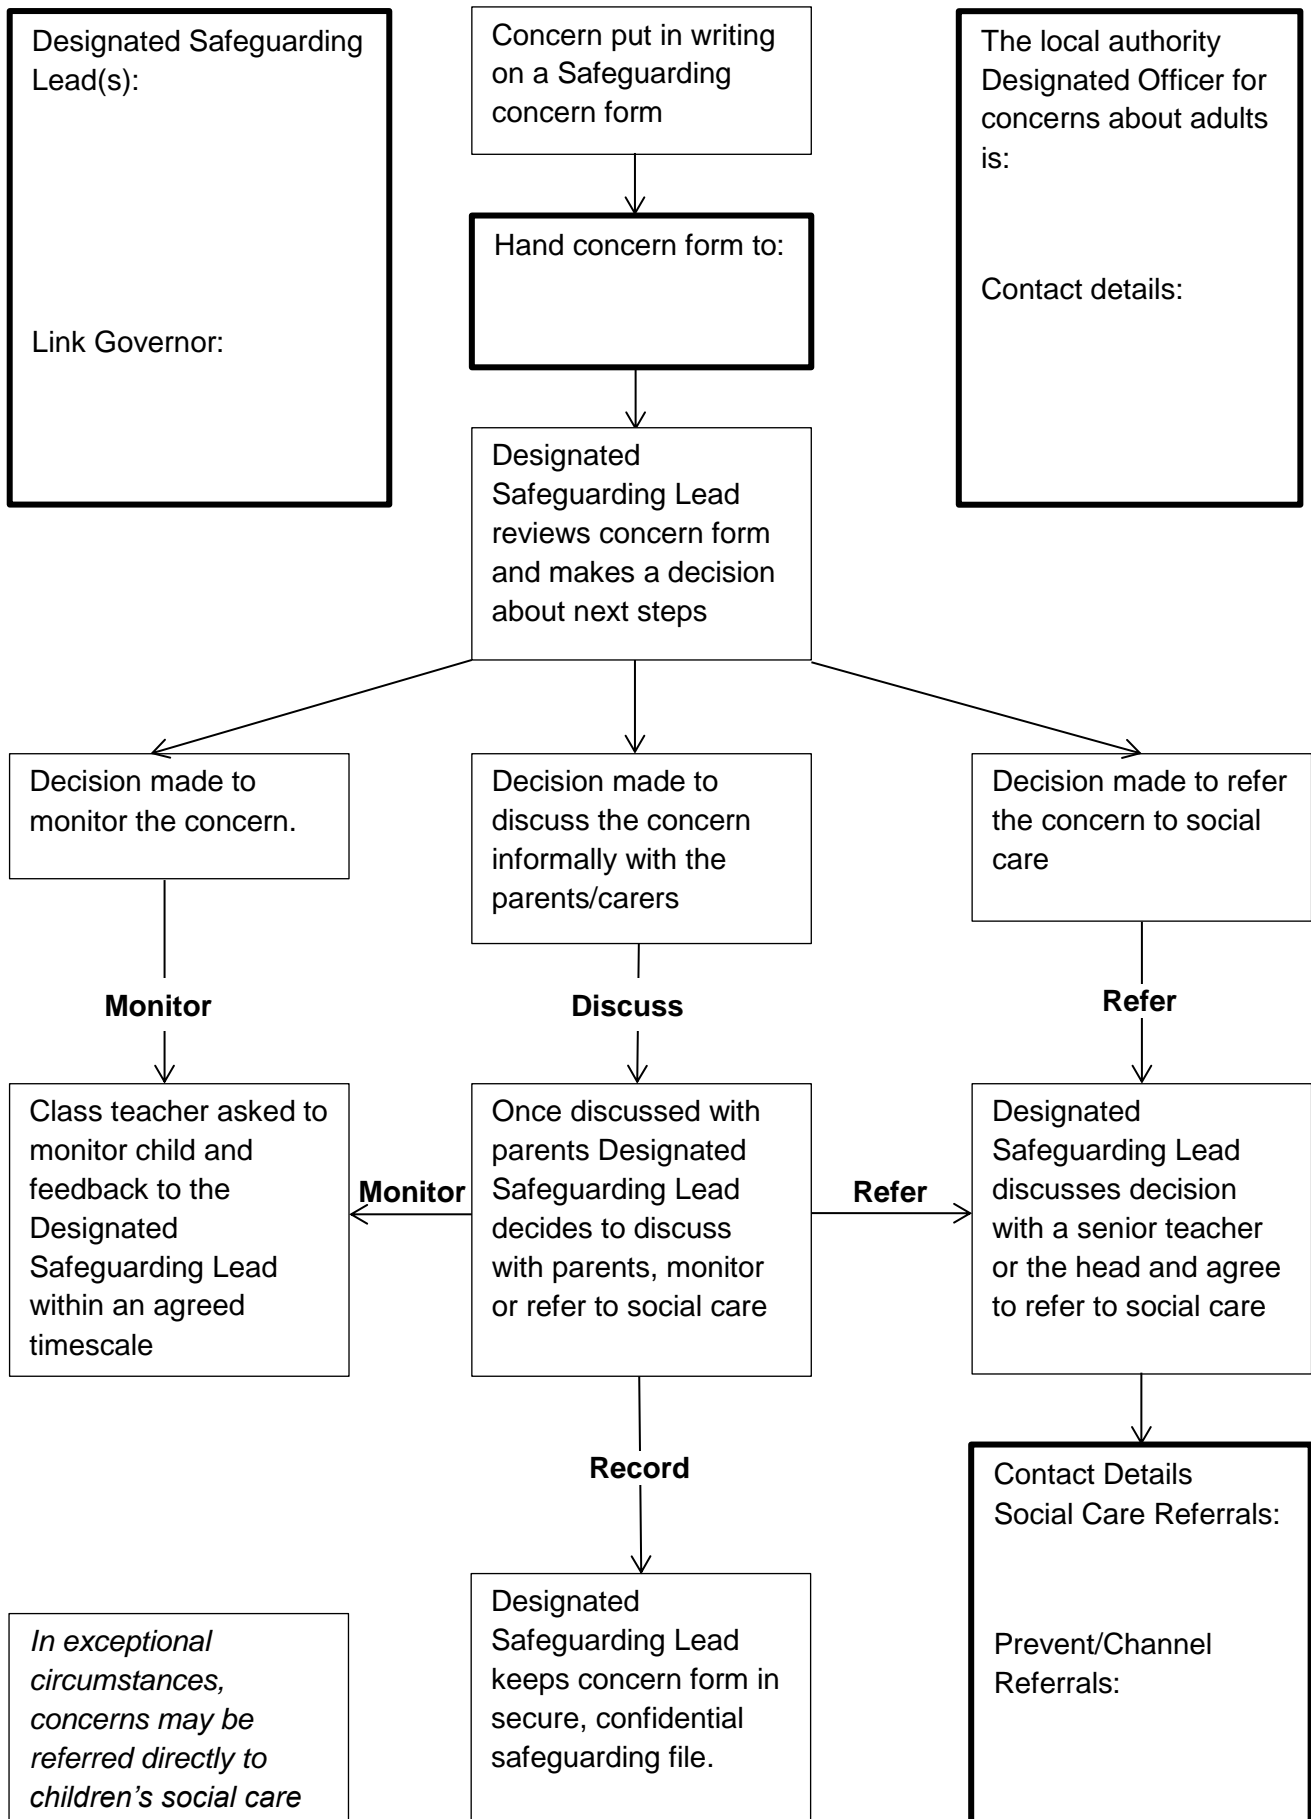 Designated Safeguarding
Lead(s):
Link Governor:
Concern put in writing
on a Safeguarding
concern form
The local authority
Designated Officer for
concerns about adults
is:
Contact details:
Hand concern form to:
Designated
Safeguarding Lead
reviews concern form
and makes a decision
about next steps
Decision made to
monitor the concern.
Decision made to
discuss the concern
informally with the
parents/carers
Decision made to refer
the concern to social
care
Monitor
Discuss
Refer
Class teacher asked to
monitor child and
feedback to the
Designated
Safeguarding Lead
within an agreed
timescale
Monitor
Once discussed with
parents Designated
Safeguarding Lead
decides to discuss
with parents, monitor
or refer to social care
Refer
Designated
Safeguarding Lead
discusses decision
with a senior teacher
or the head and agree
to refer to social care
Record
Contact Details
Social Care Referrals:
Prevent/Channel
Referrals:
In exceptional
circumstances,
concerns may be
referred directly to
children’s social care
Designated
Safeguarding Lead
keeps concern form in
secure, confidential
safeguarding file.